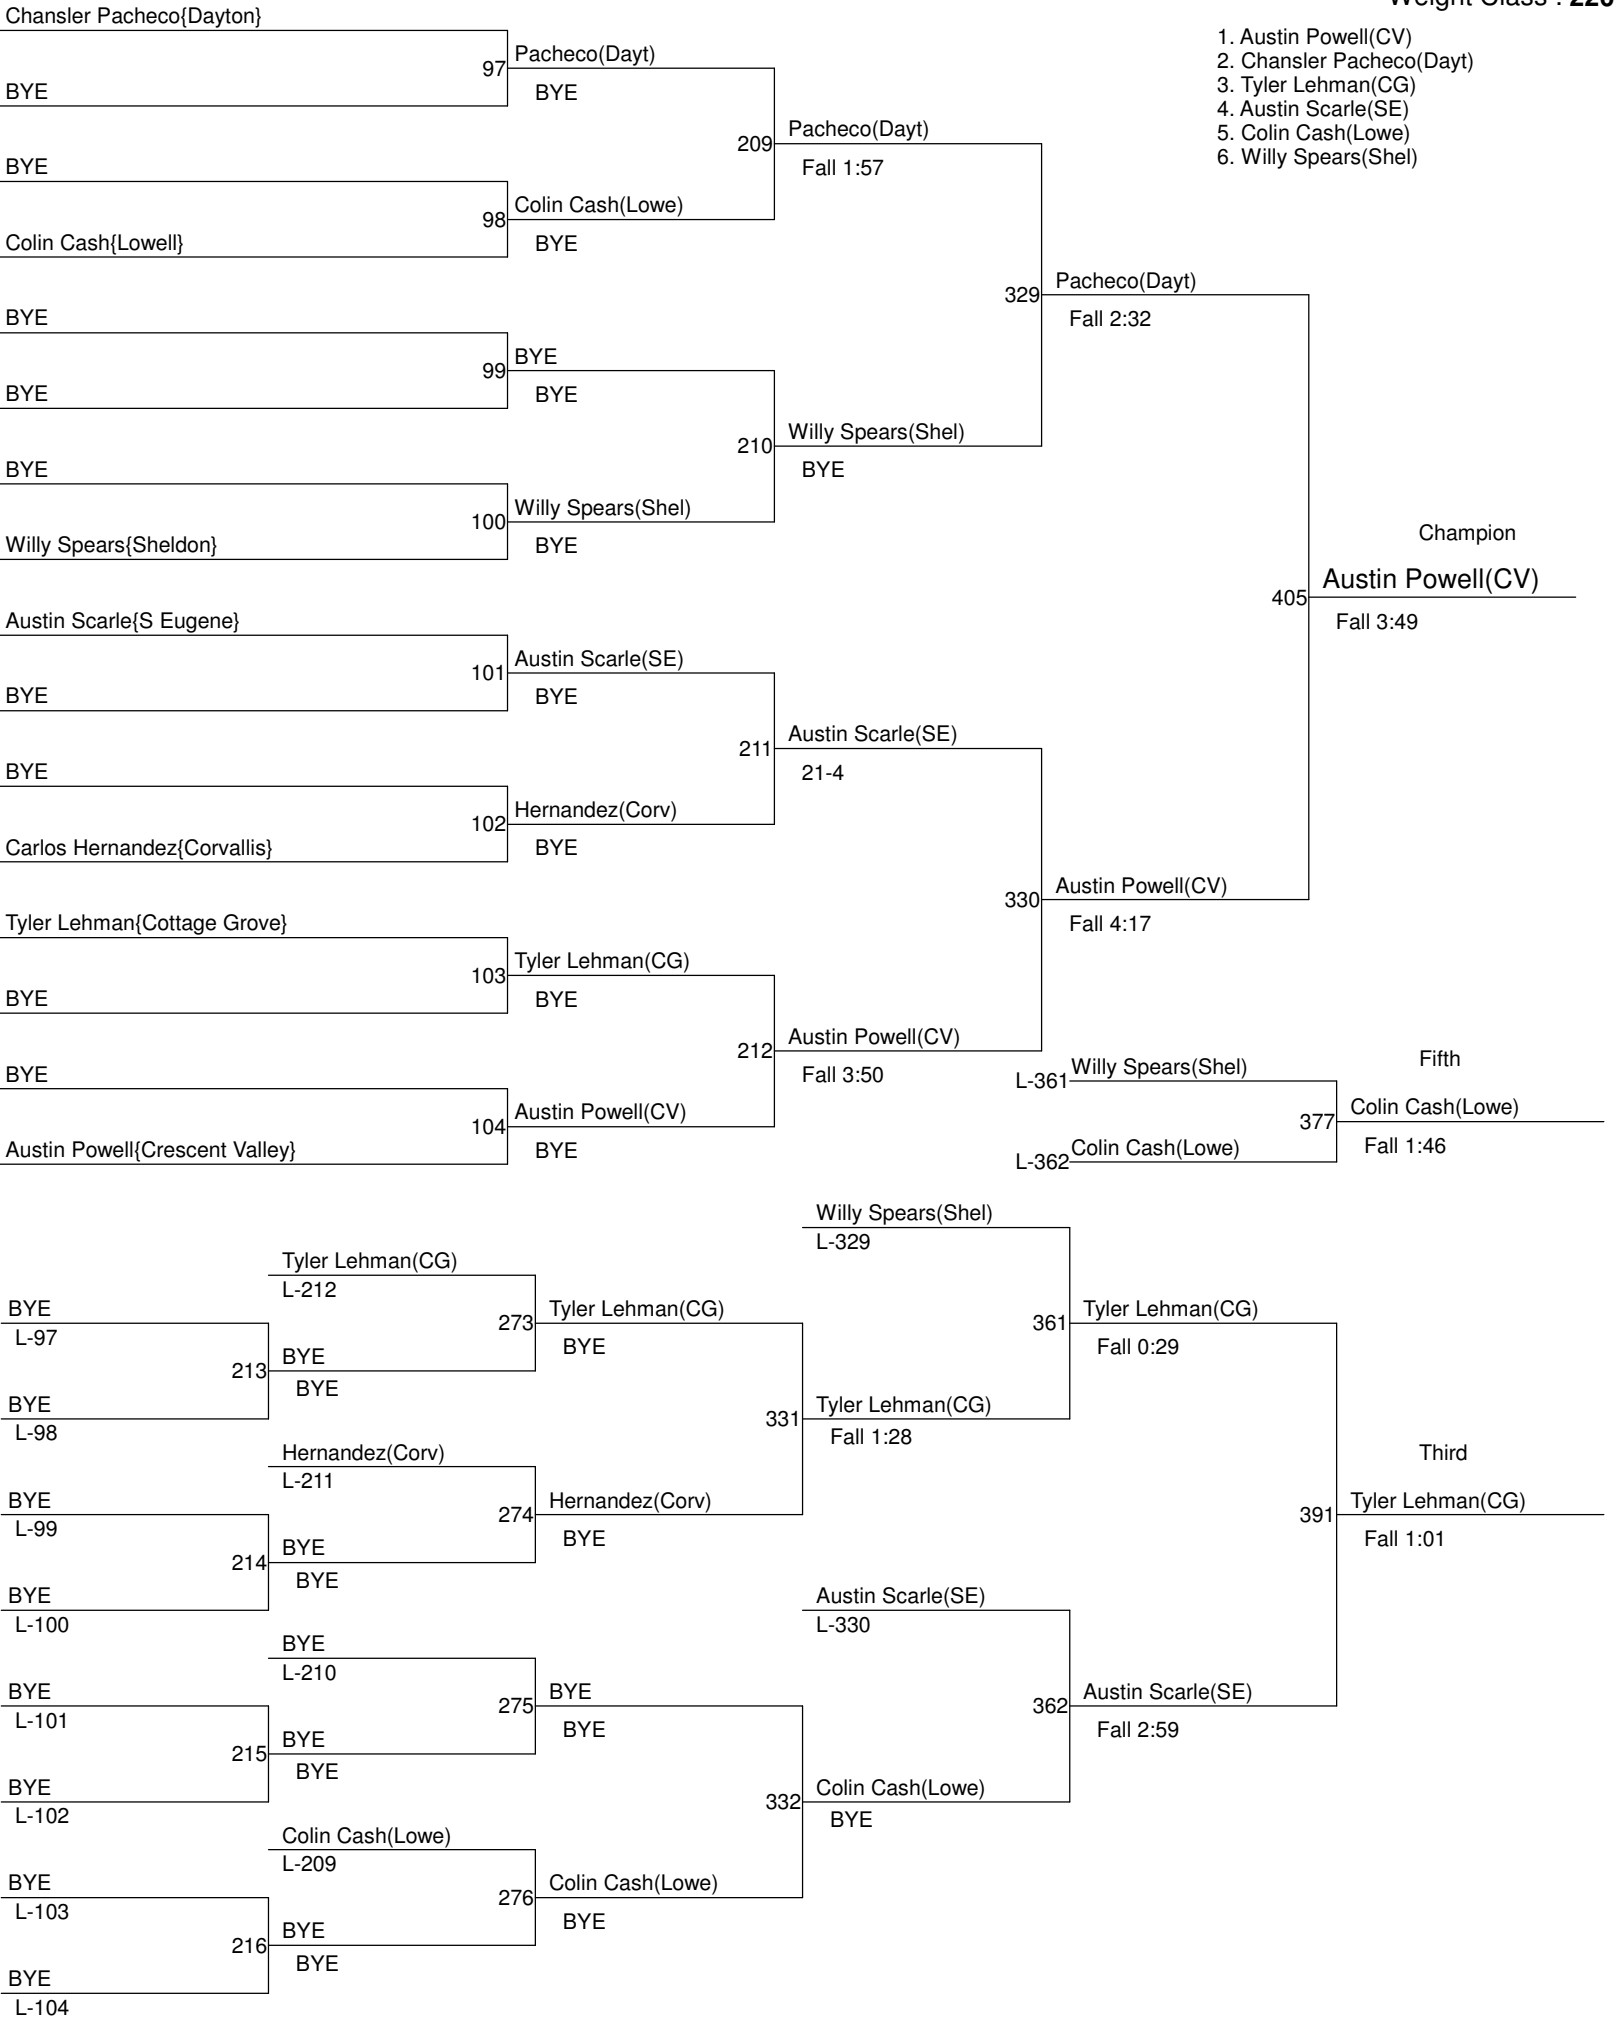 Weight Class :
1. Austin Powell(CV)
2. Chansler Pacheco(Dayt)
3. Tyler Lehman(CG)
4. Austin Scarle(SE)
5. Colin Cash(Lowe)
6. Willy Spears(Shel)
Chansler Pacheco{Dayton}
BYE
97
Pacheco(Dayt)
BYE
BYE
Colin Cash{Lowell}
98
Colin Cash(Lowe)
BYE
209
Pacheco(Dayt)
Fall 1:57
BYE
BYE
99
BYE
BYE
BYE
Willy Spears{Sheldon}
100
Willy Spears(Shel)
BYE
210
Willy Spears(Shel)
BYE
329
Pacheco(Dayt)
Fall 2:32
Austin Scarle{S Eugene}
BYE
101
Austin Scarle(SE)
BYE
BYE
Carlos Hernandez{Corvallis}
102
Hernandez(Corv)
BYE
211
Austin Scarle(SE)
21-4
Tyler Lehman{Cottage Grove}
BYE
103
Tyler Lehman(CG)
BYE
BYE
Austin Powell{Crescent Valley}
104
Austin Powell(CV)
BYE
212
Austin Powell(CV)
Fall 3:50
330
Austin Powell(CV)
Fall 4:17
Champion
405
Austin Powell(CV)
Fall 3:49
Fifth
L-361
Willy Spears(Shel)
L-362
Colin Cash(Lowe)
377
Colin Cash(Lowe)
Fall 1:46
BYE
L-97
BYE
L-98
213
BYE
BYE
Tyler Lehman(CG)
L-212
273
Tyler Lehman(CG)
BYE
BYE
L-99
BYE
L-100
214
BYE
BYE
Hernandez(Corv)
L-211
274
Hernandez(Corv)
BYE
331
Tyler Lehman(CG)
Fall 1:28
Willy Spears(Shel)
L-329
361
Tyler Lehman(CG)
Fall 0:29
BYE
L-101
BYE
L-102
215
BYE
BYE
BYE
L-210
275
BYE
BYE
BYE
L-103
BYE
L-104
216
BYE
BYE
Colin Cash(Lowe)
L-209
276
Colin Cash(Lowe)
BYE
332
Colin Cash(Lowe)
BYE
Austin Scarle(SE)
L-330
362
Austin Scarle(SE)
Fall 2:59
Third
391
Tyler Lehman(CG)
Fall 1:01